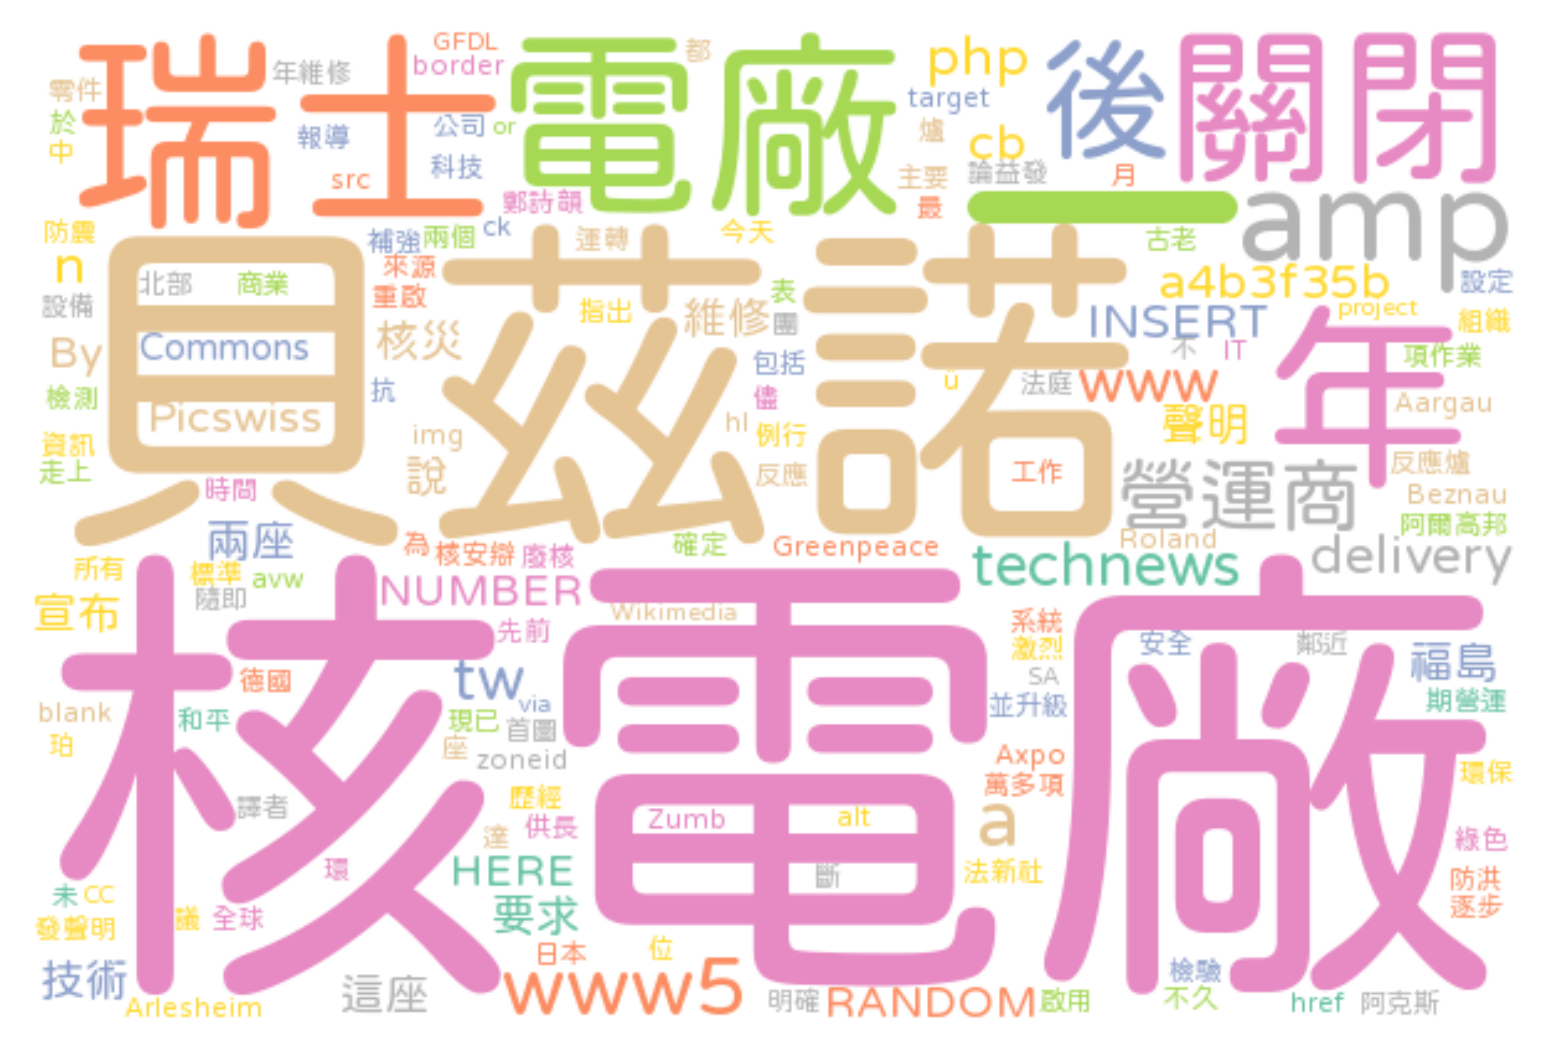 瑞士
電廠
後
關閉
一
amp
貝茲諾
年
核電廠
GFDL
border
年維修
零件
於
中
報導
公司
or
科技
src
都
鄭詩韻
ck
php
target
cb
爐
主要
論益發
最
月
防震
n
北部
商業
補強
兩個
來源
重啟
運轉
今天
古老
a4b3f35b
設定
設備
By
Commons
核災
指出
維修
表
團
INSERT
project
組織
不
IT
項作業
檢測
Picswiss
抗
包括
ü
法庭
www
Aargau
資訊
走上
img
說
儘
hl
例行
反應
工作
聲明
營運商
反應爐
Beznau
時間
兩座
為
核安辯
廢核
確定
Greenpeace
Roland
阿爾高邦
technews
delivery
所有
標準
avw
隨即
NUMBER
Wikimedia
宣布
先前
系統
激烈
安全
鄰近
福島
德國
tw
SA
via
並升級
期營運
blank
和平
珀
現已
首圖
座
zoneid
Axpo
萬多項
環保
譯者
歷經
供長
達
Zumb
alt
a
綠色
環
HERE
斷
法新社
未
CC
防洪
逐步
發聲明
議
全球
要求
日本
位
技術
Arlesheim
這座
www5
明確
RANDOM
啟用
檢驗
不久
href
阿克斯